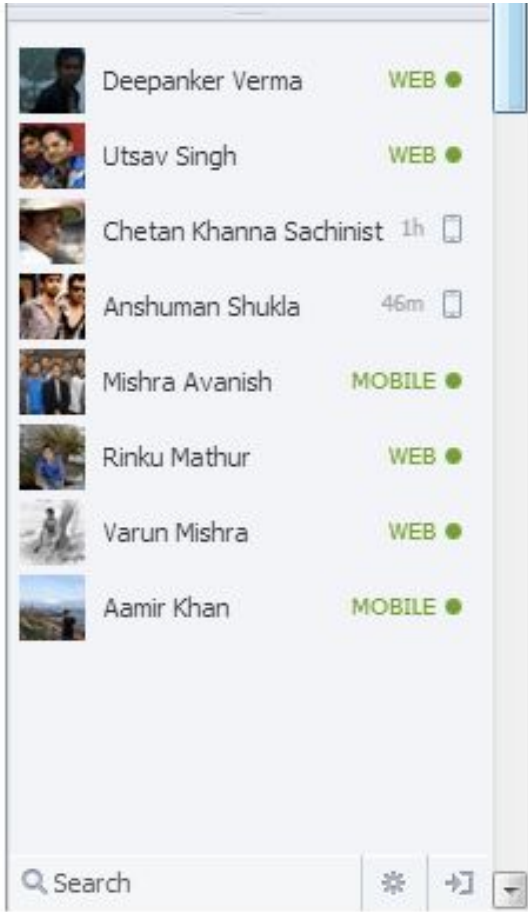 Deepanker Verma WEB
Utsav Singh WEB
Chetan Khanna Sachinist 1h
Anshuman Shukla 46m
Mishra Avanish MOBILE
Rinku Mathur WEB
Varun Mishra WEB
Aamir Khan MOBILE
Search